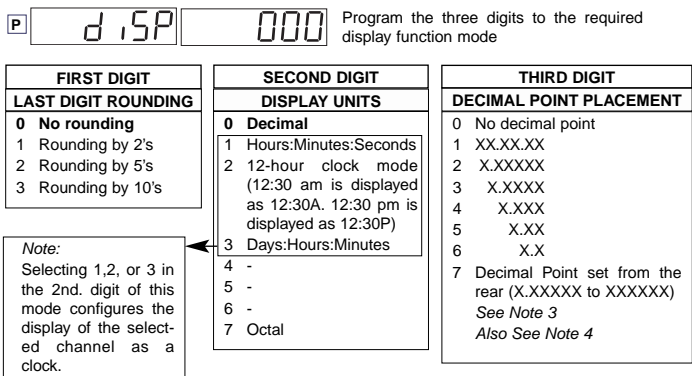 P
d iSP 000
Program the three digits to the required
display function mode
FIRST DIGIT
LAST DIGIT ROUNDING
0 No rounding
1 Rounding by 2's
2 Rounding by 5's
3 Rounding by 10's
Note:
Selecting 1,2, or 3 in
the 2nd. digit of this
mode configures the
display of the select-
ed channel as a
clock.
SECOND DIGIT
DISPLAY UNITS
0 Decimal
1 Hours:Minutes:Seconds
2 12-hour clock mode
(12:30 am is displayed
as 12:30A. 12:30 pm is
displayed as 12:30P)
3 Days:Hours:Minutes
4 -
5 -
6 -
7 Octal
THIRD DIGIT
DECIMAL POINT PLACEMENT
0 No decimal point
1 XX.XX.XX
2 X.XXXXX
3 X.XXXX
4 X.XXX
5 X.XX
6 X.X
7 Decimal Point set from the
rear (X.XXXXX to XXXXXX)
See Note 3
Also See Note 4